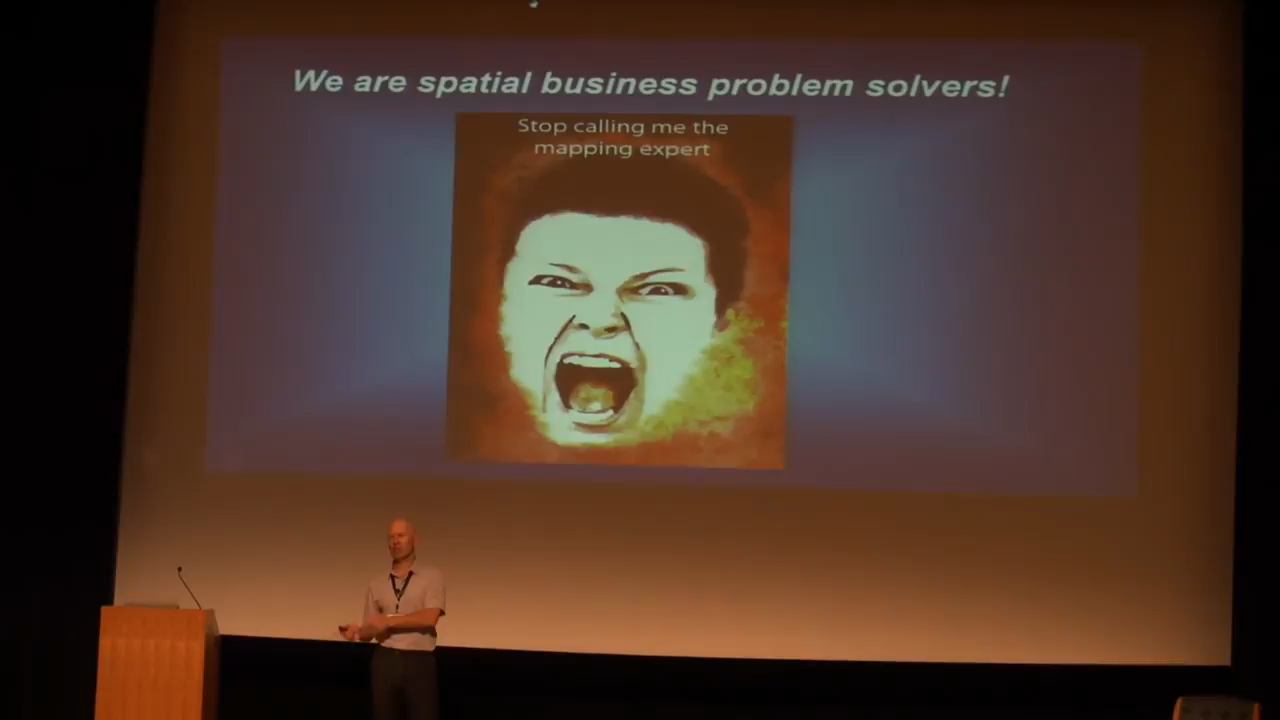 We are spatial business problem solvers!
Stop calling me the
mapping expert